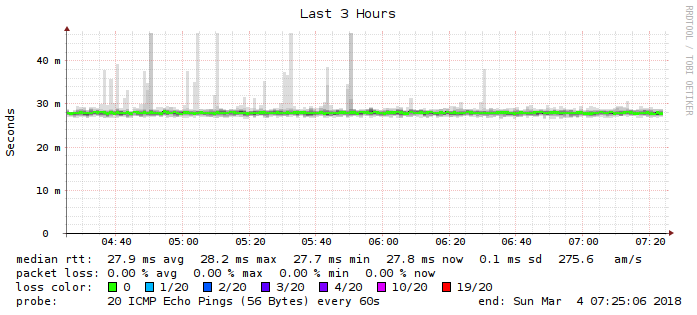 Last 3 Hours
RRDTOOL / TOBI OETIKER
Seconds
40 m
30 m
20 m
10 m
0
04:40 05:00 05:20 05:40 06:00 06:20 06:40 07:00 07:20
median rtt: 27.9 ms avg 28.2 ms max 27.7 ms min 27.8 ms now 0.1 ms sd 275.6 am/s
packet loss: 0.00 % avg 0.00 % max 0.00 % min 0.00 % now
loss color: 0 1/20 2/20 3/20 4/20 10/20 19/20
probe: 20 ICMP Echo Pings (56 Bytes) every 60s end: Sun Mar 4 07:25:06 2018